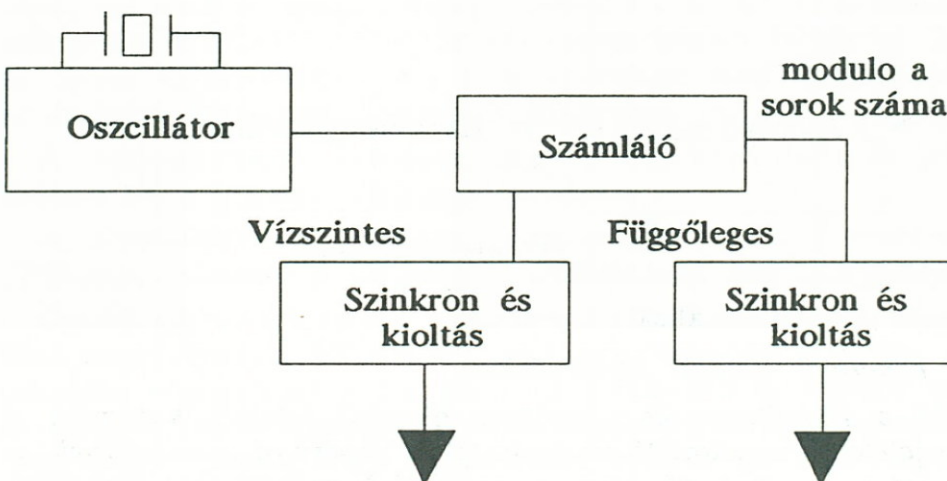 modulo a
sorok száma
Oszcillátor
Számláló
Vízszintes
Függőleges
Szinkron és
kioltás
Szinkron és
kioltás